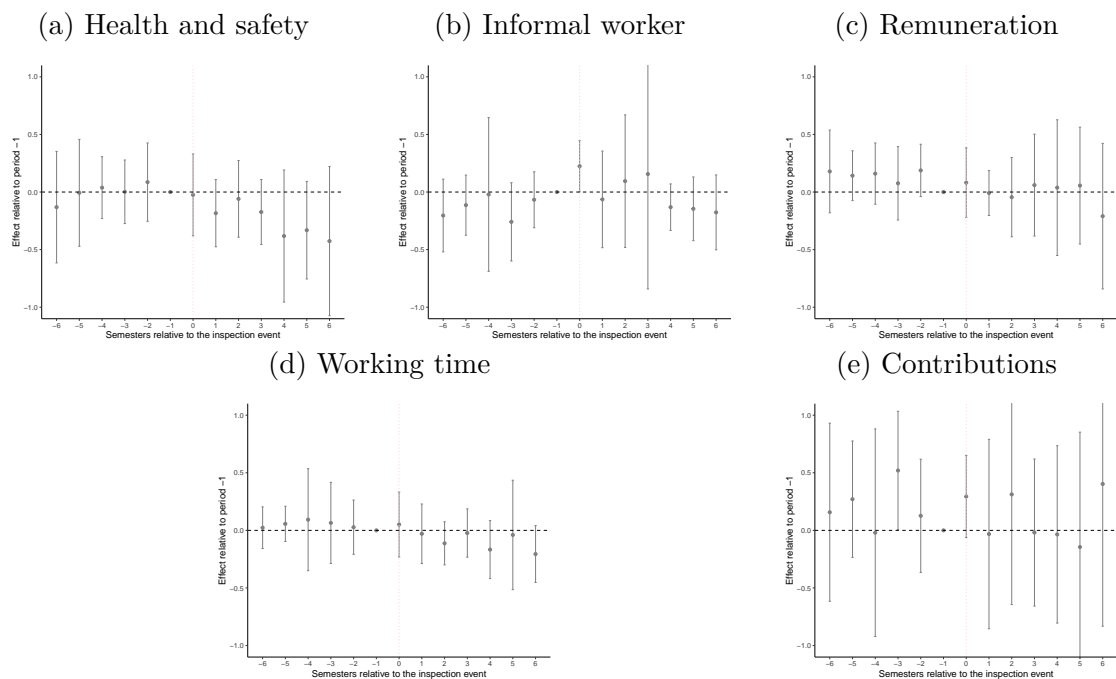 (a) Health and safety
(b) Informal worker
(c) Remuneration
1.0
0.5
0.0
−0.5
−1.0
Effect relative to period −1
−6 −5 −4 −3 −2 −1 0 1 2 3 4 5 6
Semesters relative to the inspection event
1.0
0.5
0.0
−0.5
−1.0
Effect relative to period −1
−6 −5 −4 −3 −2 −1 0 1 2 3 4 5 6
Semesters relative to the inspection event
1.0
0.5
0.0
−0.5
−1.0
Effect relative to period −1
−6 −5 −4 −3 −2 −1 0 1 2 3 4 5 6
Semesters relative to the inspection event
(d) Working time
(e) Contributions
1.0
0.5
0.0
−0.5
−1.0
Effect relative to period −1
−6 −5 −4 −3 −2 −1 0 1 2 3 4 5 6
Semesters relative to the inspection event
1.0
0.5
0.0
−0.5
−1.0
Effect relative to period −1
−6 −5 −4 −3 −2 −1 0 1 2 3 4 5 6
Semesters relative to the inspection event